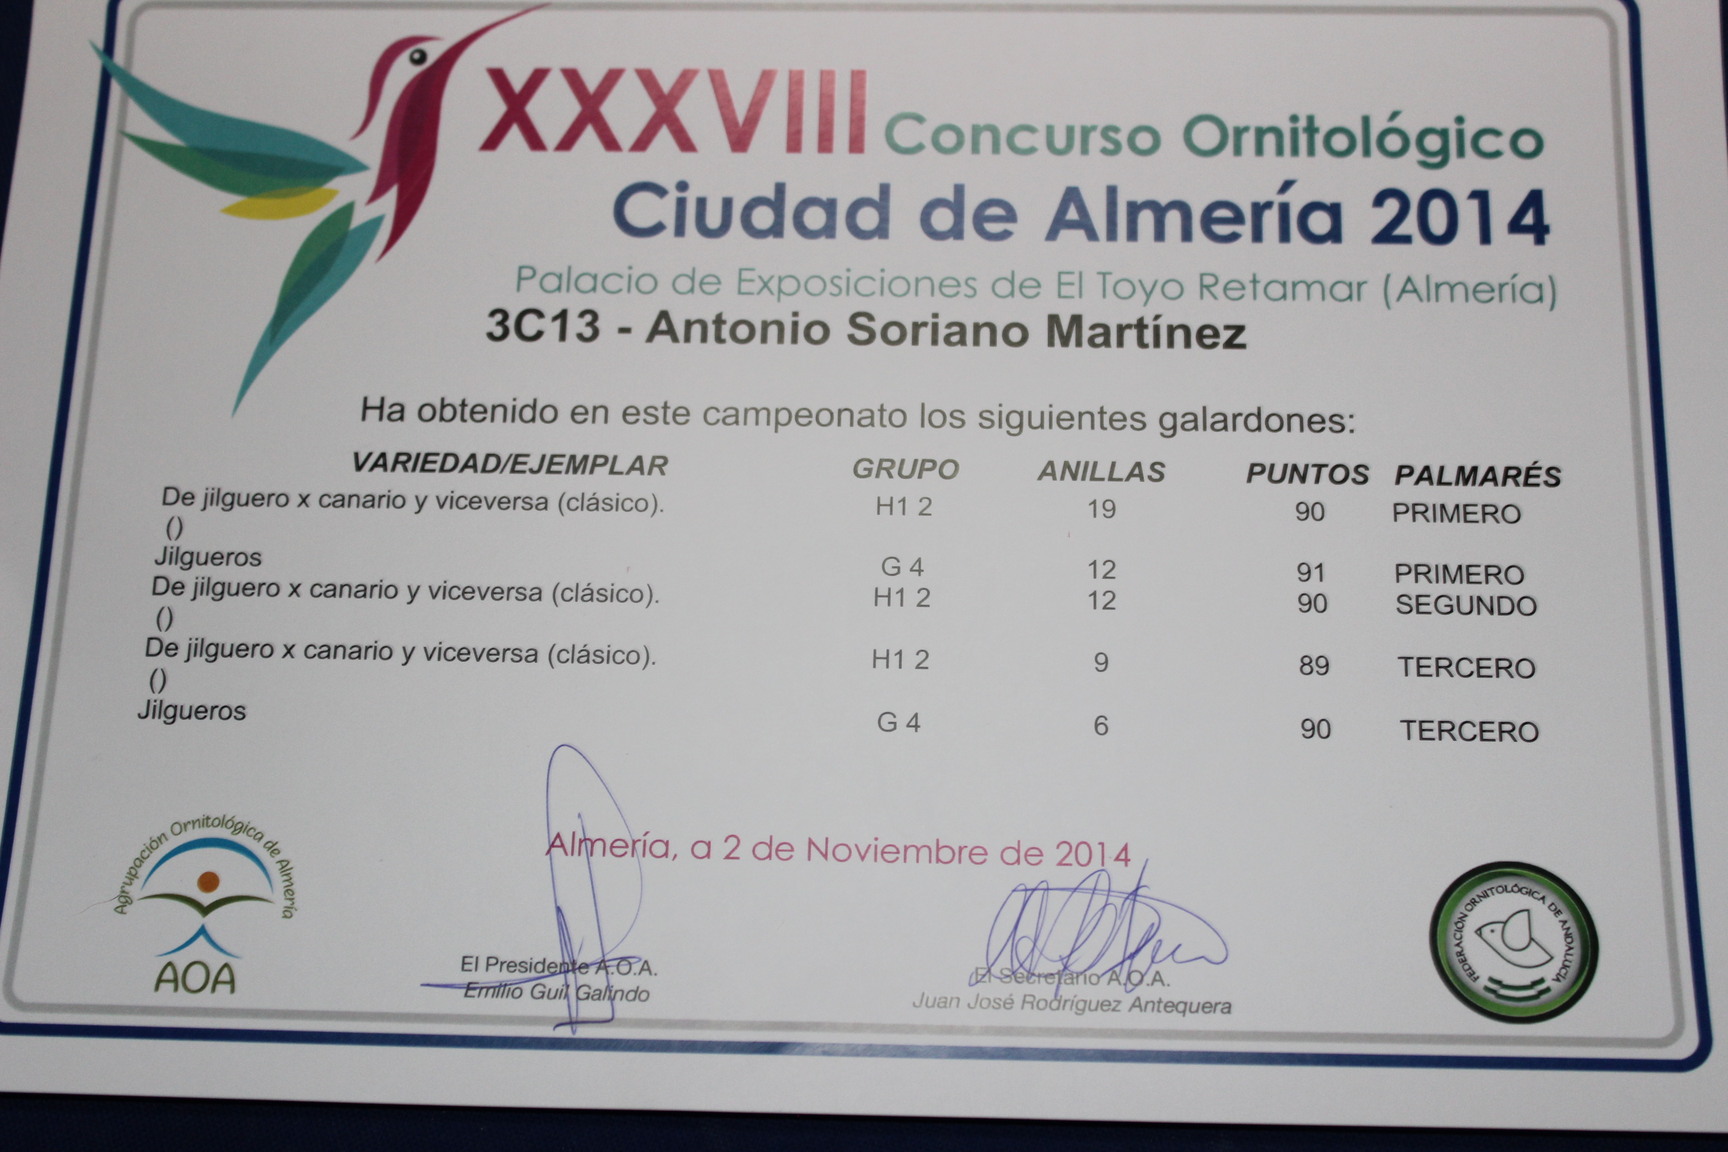 XXXVIII Concurso Ornitológico
Ciudad de Almería 2014
Palacio de Exposiciones de El Toyo Retamar (Almería)
3C13 - Antonio Soriano Martínez
Ha obtenido en este campeonato los siguientes galardones:
VARIEDAD/EJEMPLAR GRUPO ANILLAS PUNTOS PALMARÉS
De jilguero x canario y viceversa (clásico). H1 2 19 90 PRIMERO
()
Jilgueros G 4 12 91 PRIMERO
De jilguero x canario y viceversa (clásico). H1 2 12 90 SEGUNDO
()
De jilguero x canario y viceversa (clásico). H1 2 9 89 TERCERO
()
Jilgueros G 4 6 90 TERCERO
Almería, a 2 de Noviembre de 2014
Agrupación Ornitológica de Almería
AOA
El Presidente A.O.A.
Emilio Guil Galindo
El Secretario A.O.A.
Juan José Rodríguez Antequera
FEDERACIÓN ORNITOLÓGICA DE ANDALUCÍA